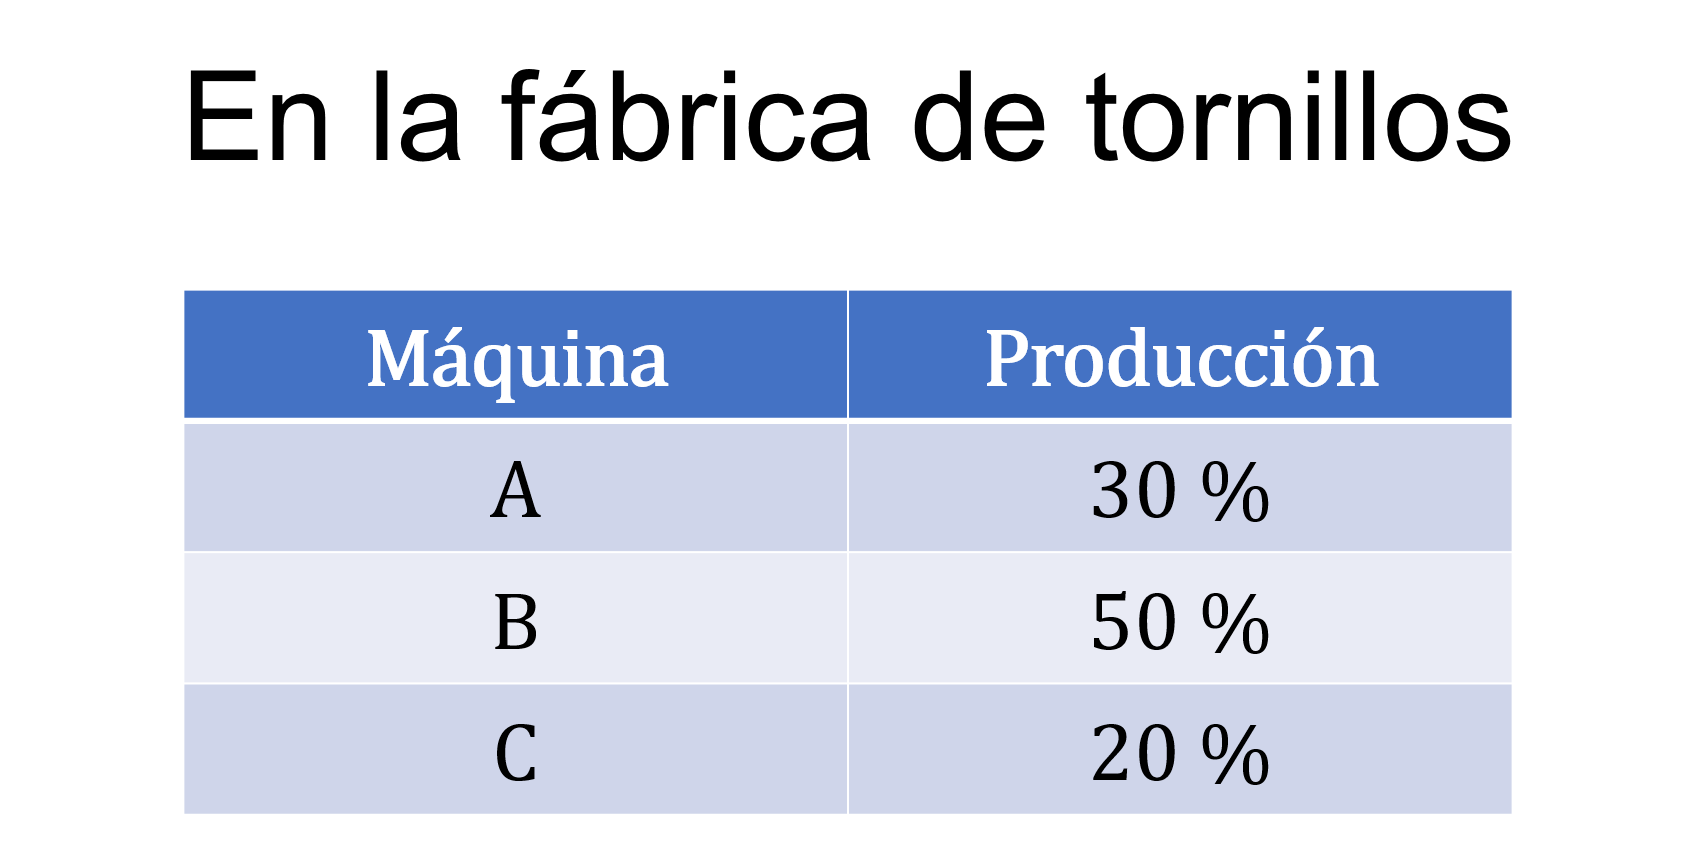 En la fábrica de tornillos
Máquina Producción
A 30 %
B 50 %
C 20 %